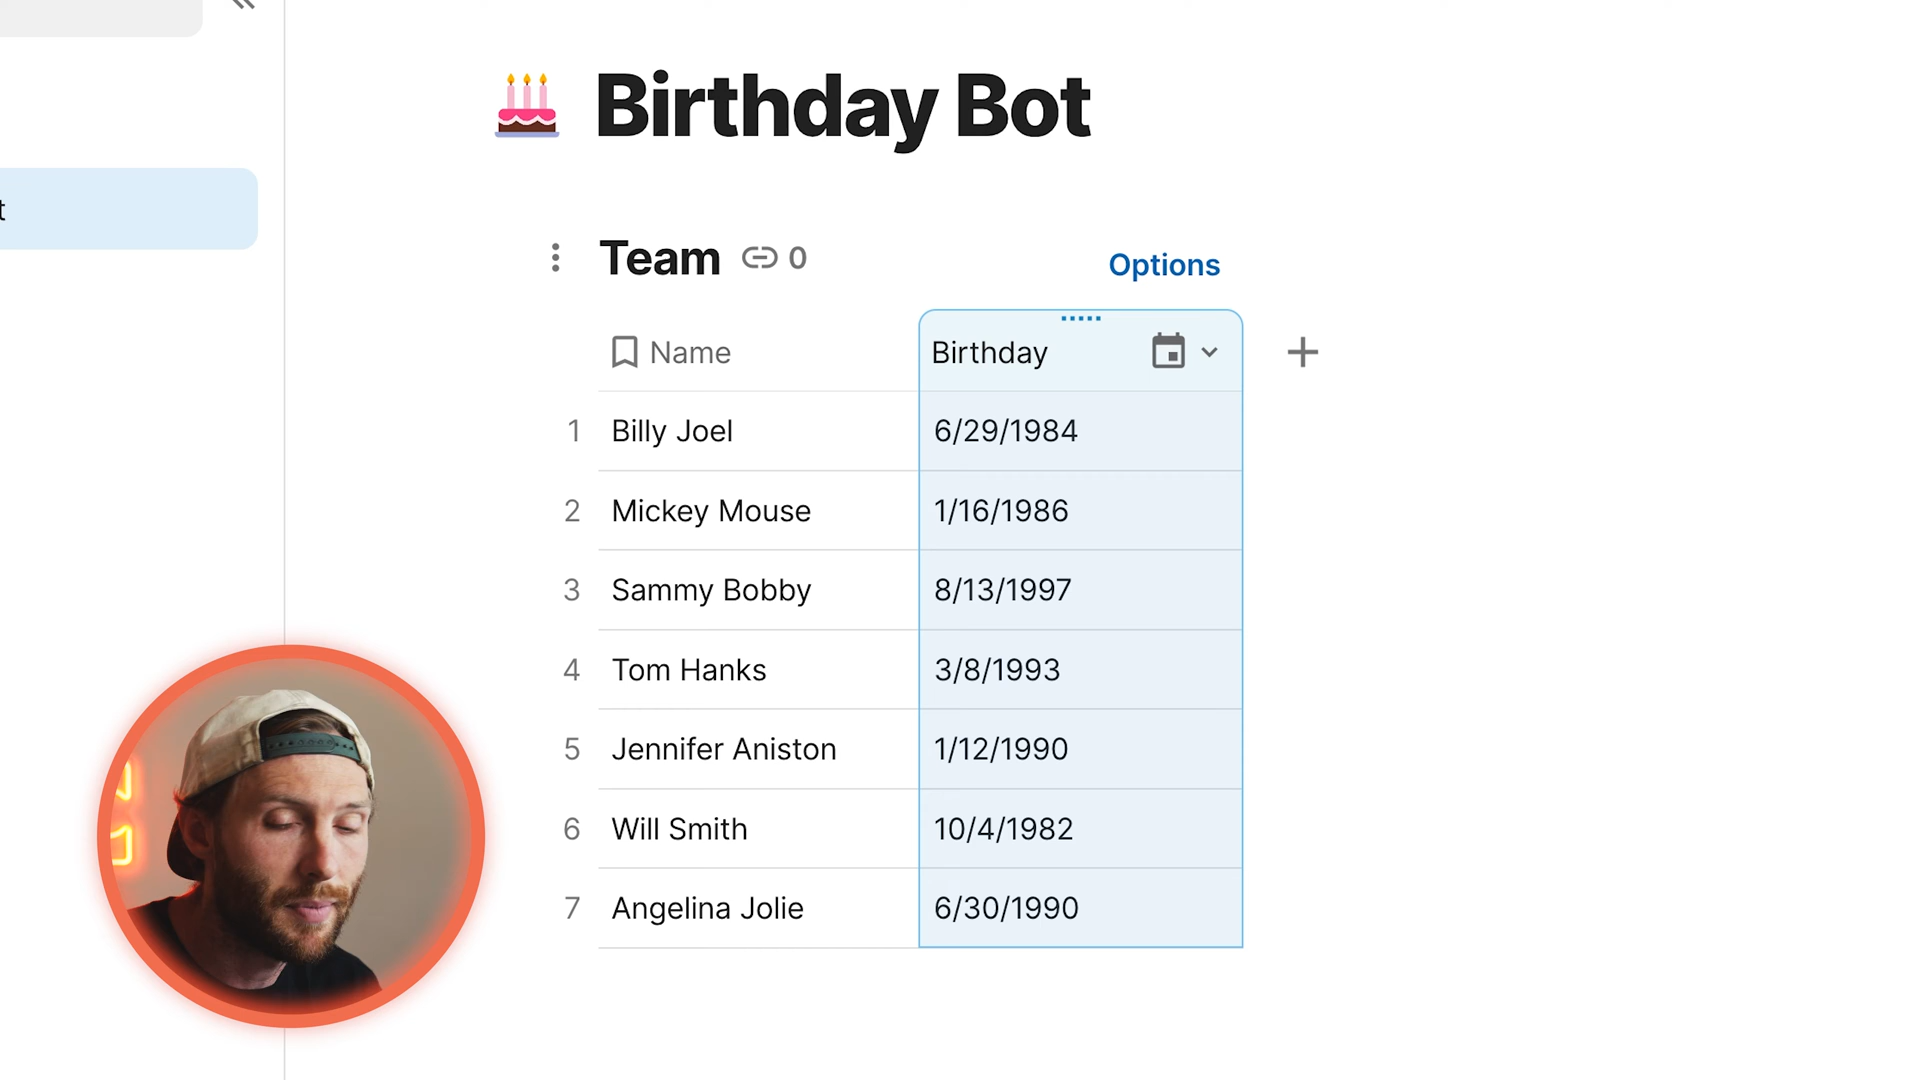 Birthday Bot
t
Team 0
Options
Name Birthday
1 Billy Joel 6/29/1984
2 Mickey Mouse 1/16/1986
3 Sammy Bobby 8/13/1997
4 Tom Hanks 3/8/1993
5 Jennifer Aniston 1/12/1990
6 Will Smith 10/4/1982
7 Angelina Jolie 6/30/1990